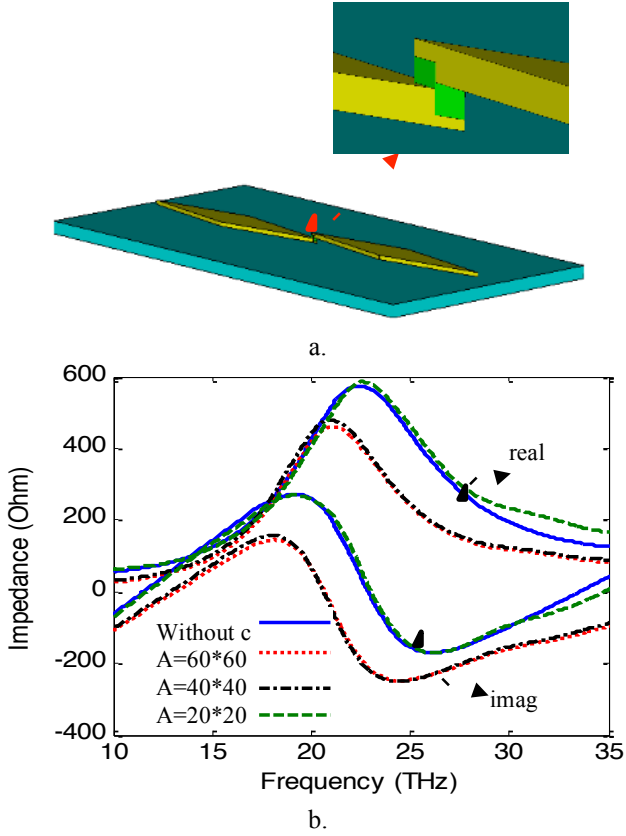 a.
600
400
200
0
-200
-400
10
15
20
25
30
35
Impedance (Ohm)
Frequency (THz)
real
imag
Without c
A=60*60
A=40*40
A=20*20
b.